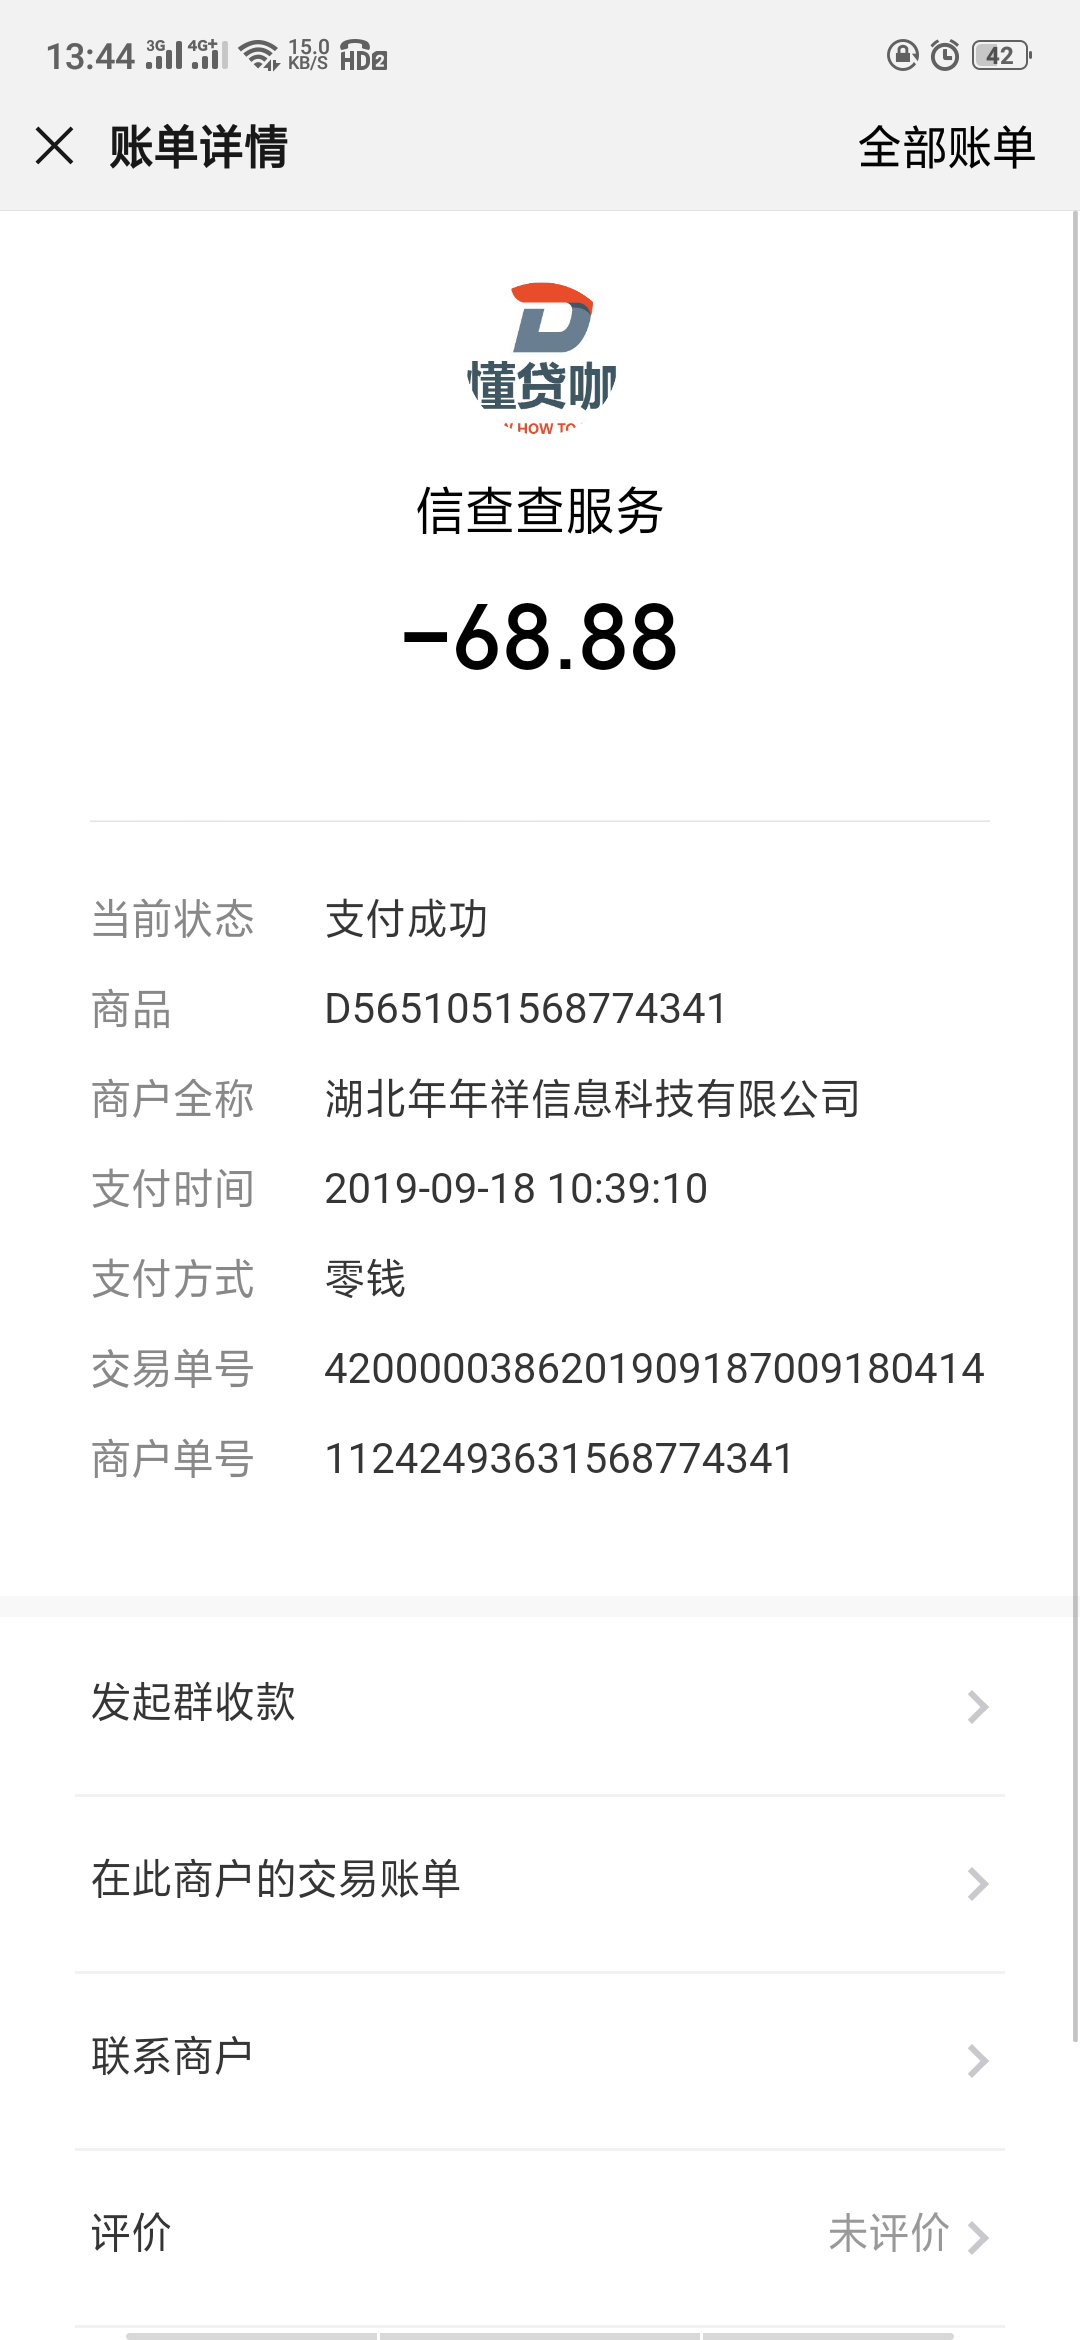 13:44 3G 4G+ 15.0 KB/S HD2 42
账单详情 全部账单
懂贷咖
HOW TO
信查查服务
-68.88
当前状态 支付成功
商品 D5651051568774341
商户全称 湖北年年祥信息科技有限公司
支付时间 2019-09-18 10:39:10
支付方式 零钱
交易单号 4200000386201909187009180414
商户单号 11242493631568774341
发起群收款
在此商户的交易账单
联系商户
评价 未评价